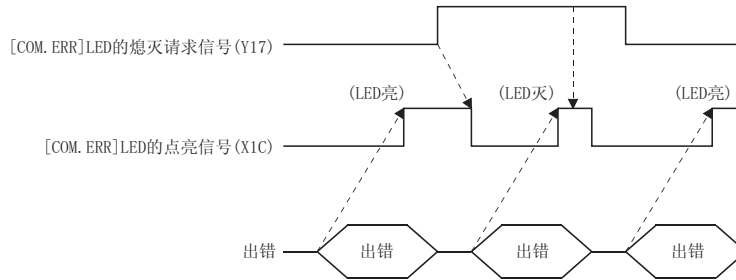 [COM.ERR]LED的熄灭请求信号(Y17)
(LED亮) (LED灭) (LED亮)
[COM.ERR]LED的点亮信号(X1C)
出错 出错 出错 出错